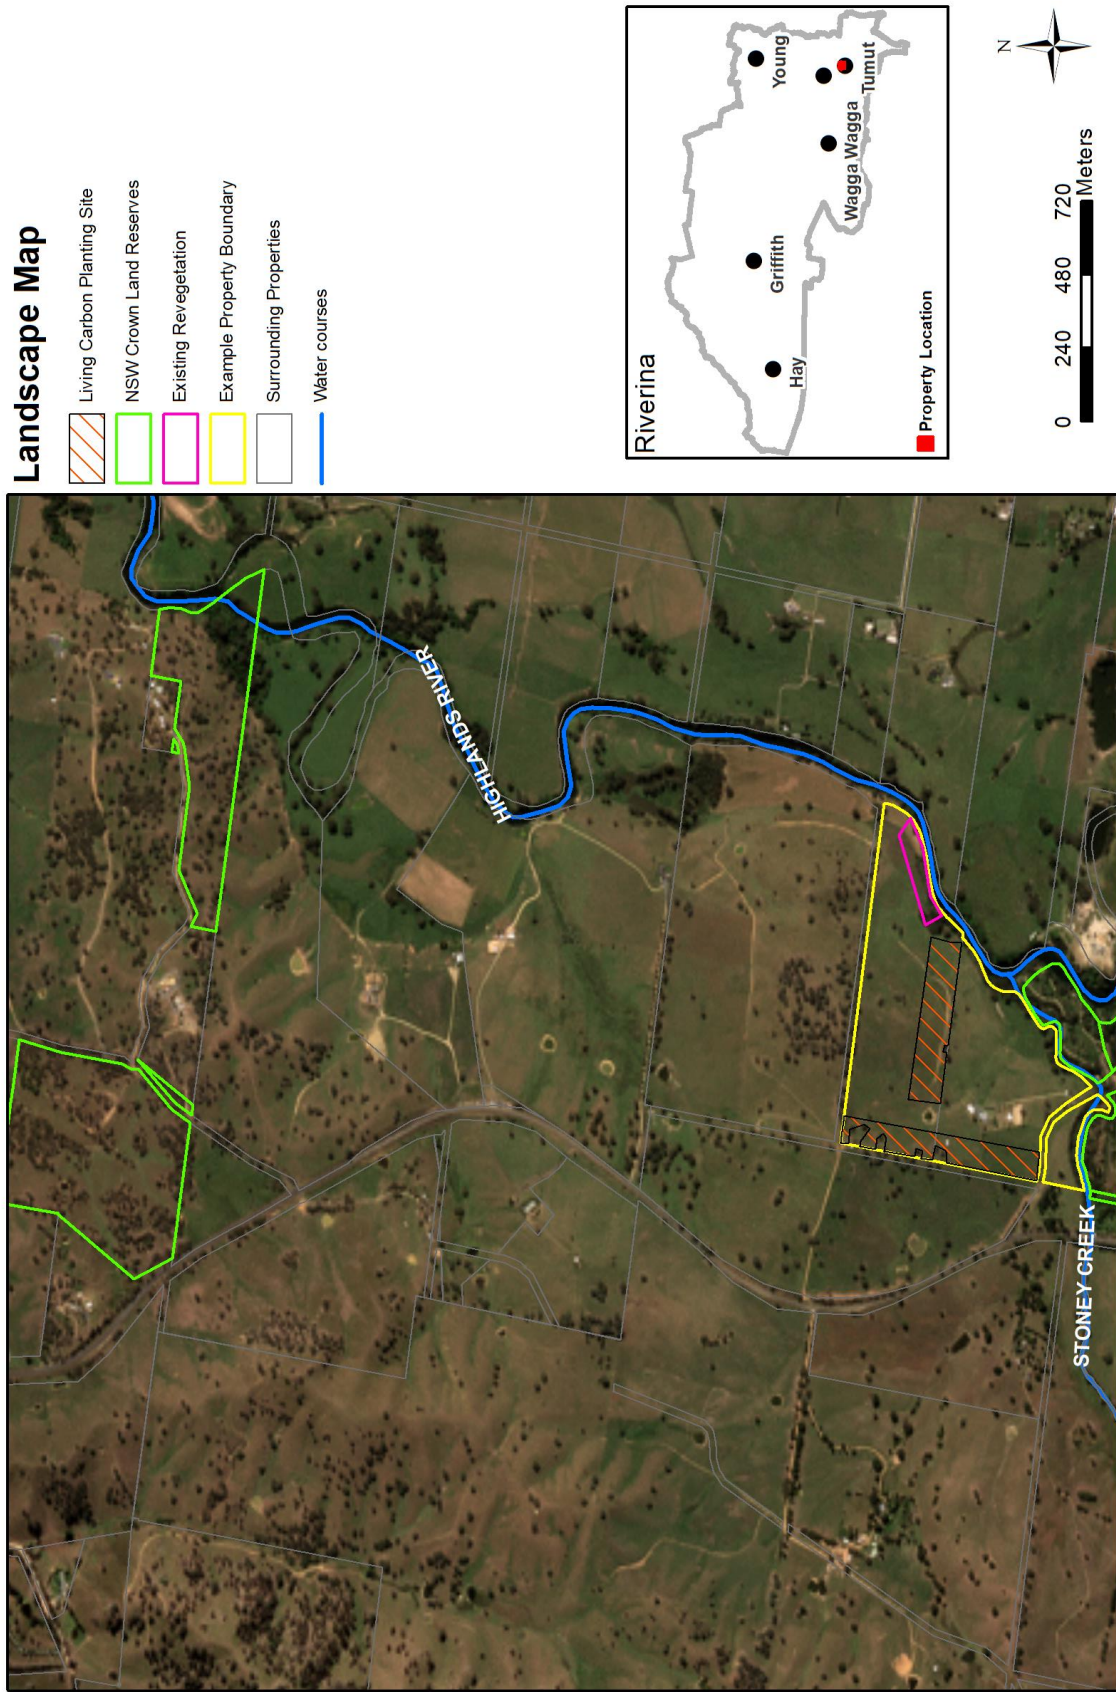 Landscape Map
Living Carbon Planting Site
NSW Crown Land Reserves
Existing Revegetation
Example Property Boundary
Surrounding Properties
Water courses
Riverina
Young
Tumut
Wagga Wagga
Griffith
Hay
Property Location
N
0 240 480 720
Meters
HIGHLANDS RIVER
STONEY CREEK